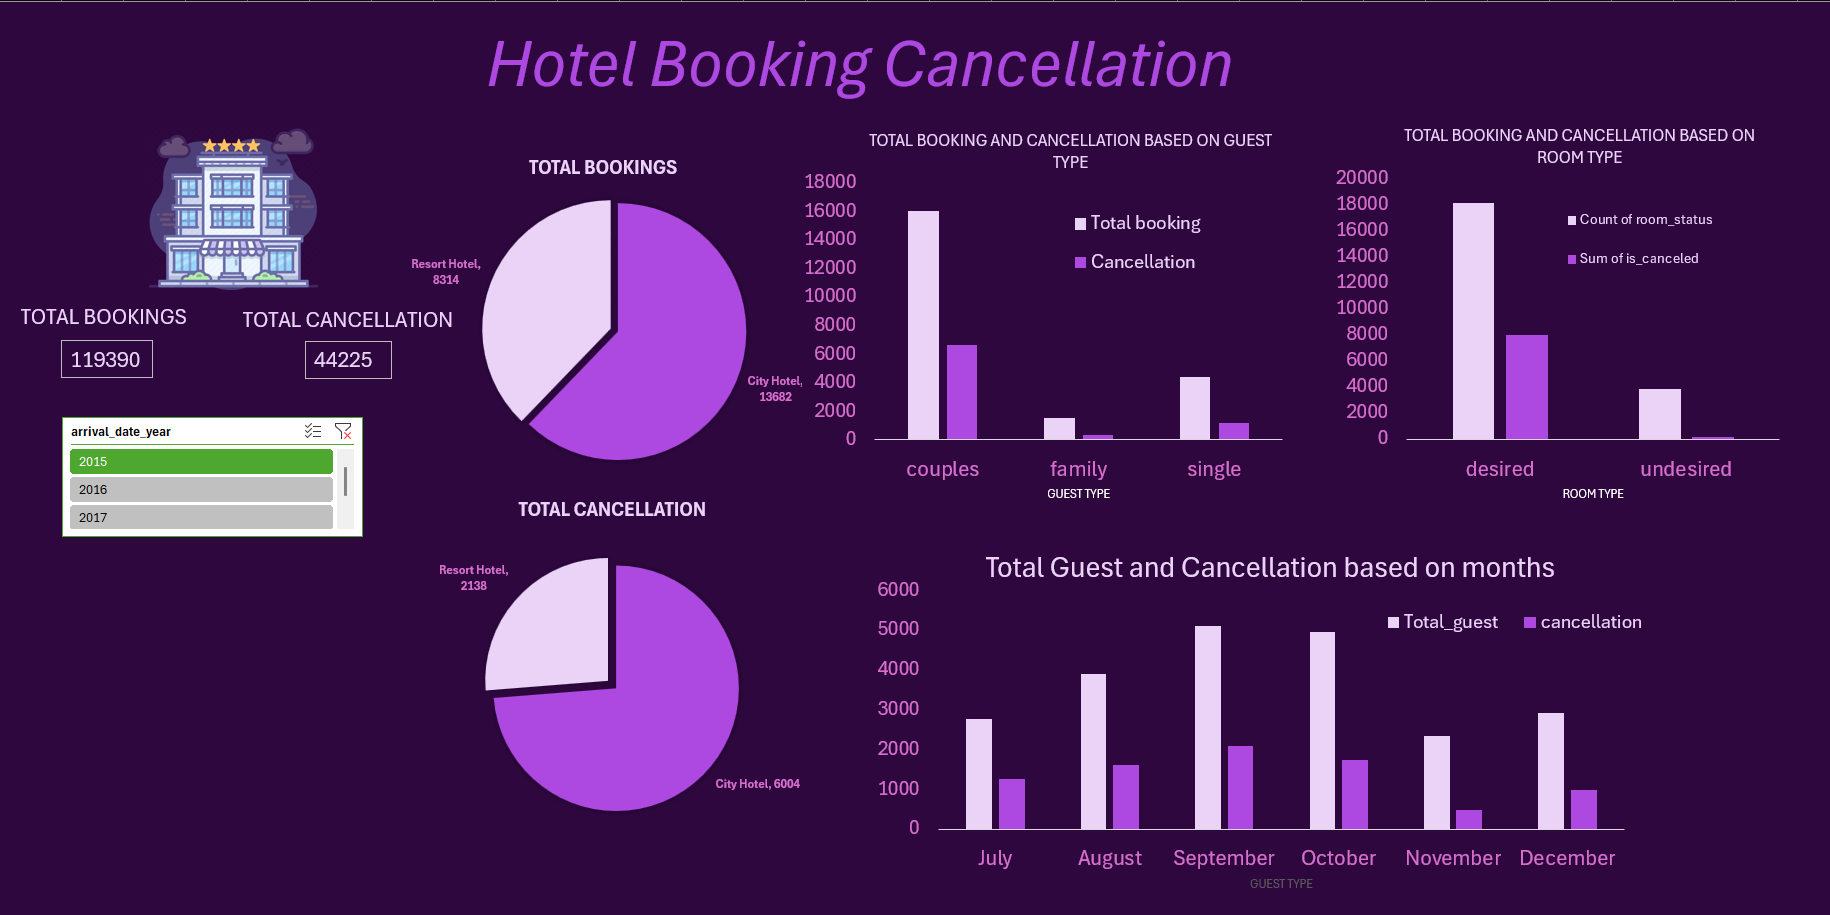 Hotel Booking Cancellation
TOTAL BOOKINGS
119390
TOTAL CANCELLATION
44225
arrival_date_year
2015
2016
2017
TOTAL BOOKINGS
Resort Hotel,
8314
City Hotel,
13682
TOTAL CANCELLATION
Resort Hotel,
2138
City Hotel, 6004
TOTAL BOOKING AND CANCELLATION BASED ON GUEST
TYPE
18000
16000
14000
12000
10000
8000
6000
4000
2000
0
Total booking
Cancellation
couples
family
single
GUEST TYPE
TOTAL BOOKING AND CANCELLATION BASED ON
ROOM TYPE
20000
18000
16000
14000
12000
10000
8000
6000
4000
2000
0
Count of room_status
Sum of is_canceled
desired
undesired
ROOM TYPE
Total Guest and Cancellation based on months
6000
5000
4000
3000
2000
1000
0
Total_guest
cancellation
July
August
September
October
November
December
GUEST TYPE